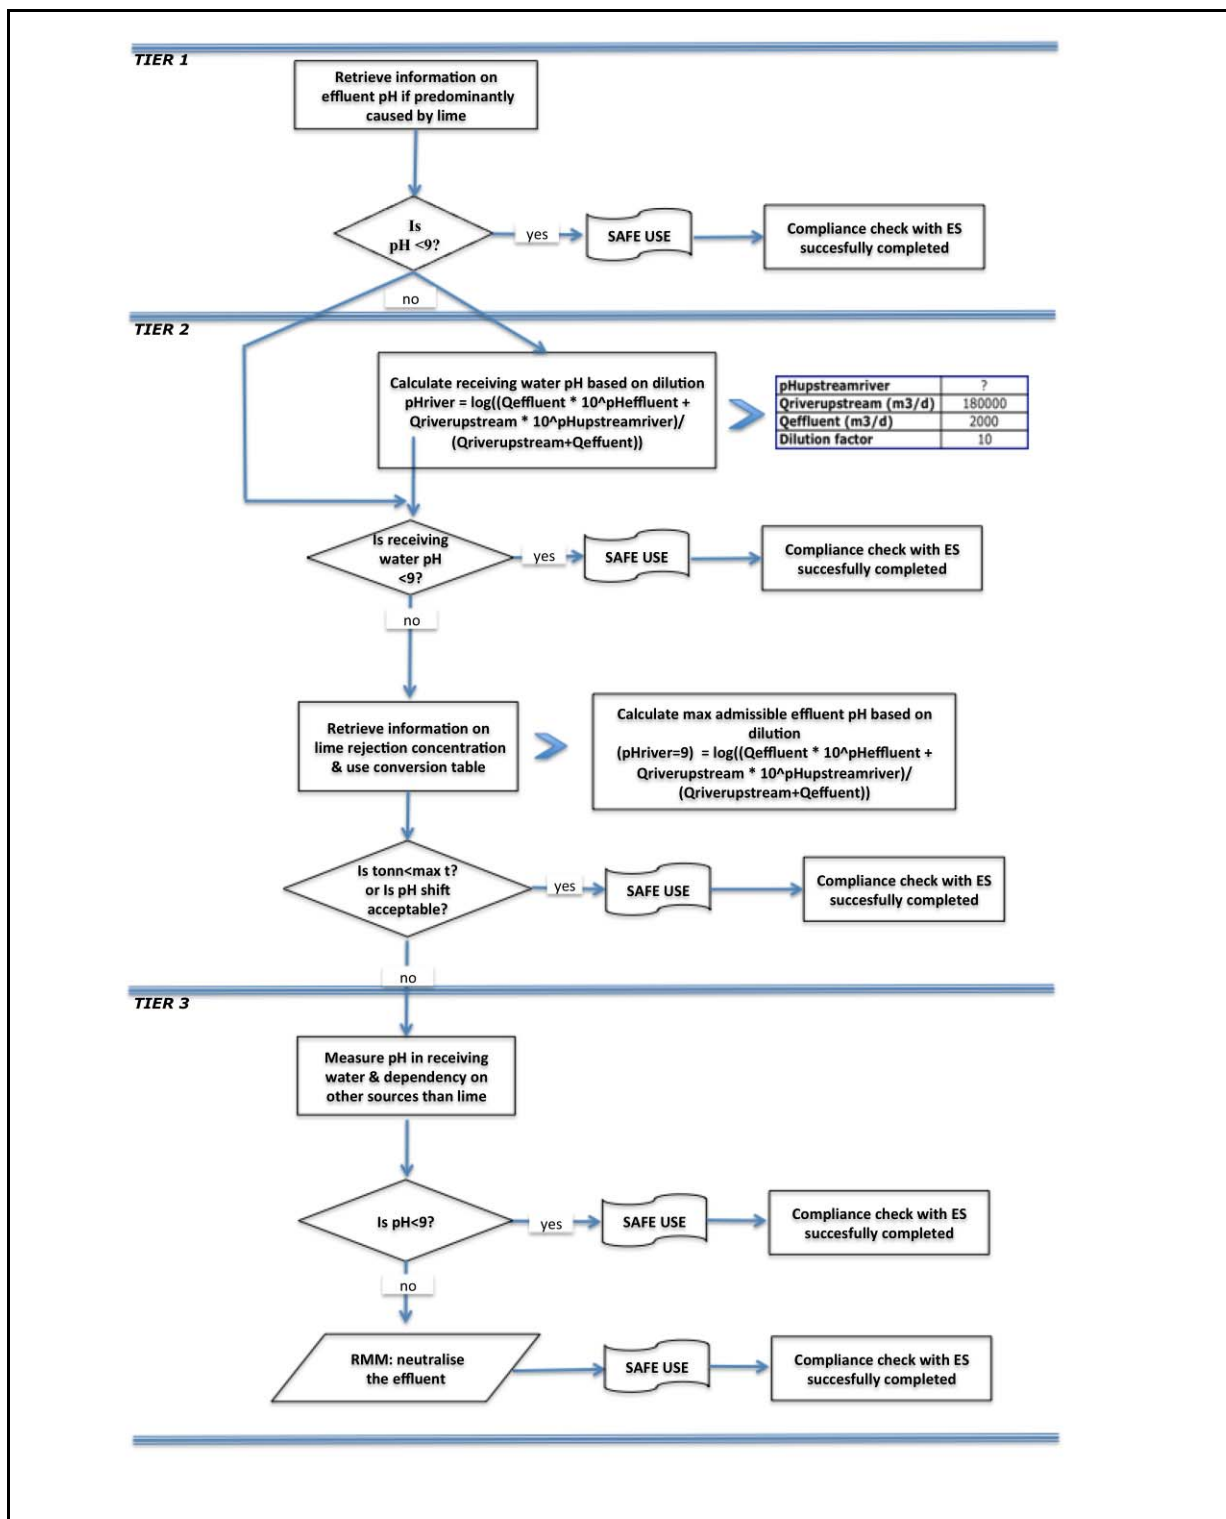 TIER 1
Retrieve information on
effluent pH if predominantly
caused by lime
Is
pH <9?
yes
SAFE USE
Compliance check with ES
succesfully completed
no
TIER 2
Calculate receiving water pH based on dilution
pHriver = log((Qeffluent * 10^pHeffluent +
Qriverupstream * 10^pHupstreamriver)/
(Qriverupstream+Qeffuent))
pHupstreamriver ?
Qriverupstream (m3/d) 180000
Qeffluent (m3/d) 2000
Dilution factor 10
Is receiving
water pH
<9?
yes
SAFE USE
Compliance check with ES
succesfully completed
no
Retrieve information on
lime rejection concentration
& use conversion table
Calculate max admissible effluent pH based on
dilution
(pHriver=9) = log((Qeffluent * 10^pHeffluent +
Qriverupstream * 10^pHupstreamriver)/
(Qriverupstream+Qeffuent))
Is tonn<max t?
or Is pH shift
acceptable?
yes
SAFE USE
Compliance check with ES
succesfully completed
no
TIER 3
Measure pH in receiving
water & dependency on
other sources than lime
Is pH<9?
yes
SAFE USE
Compliance check with ES
succesfully completed
no
RMM: neutralise
the effluent
SAFE USE
Compliance check with ES
succesfully completed